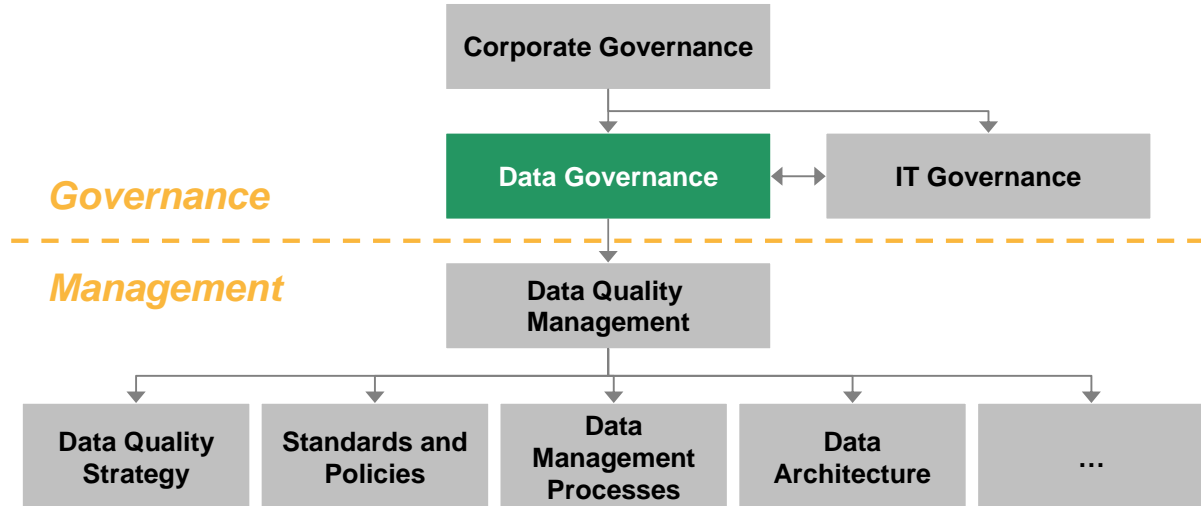 Corporate Governance
Data Governance
IT Governance
Governance
Management
Data Quality
Management
Data Quality
Strategy
Standards and
Policies
Data
Management
Processes
Data
Architecture
…